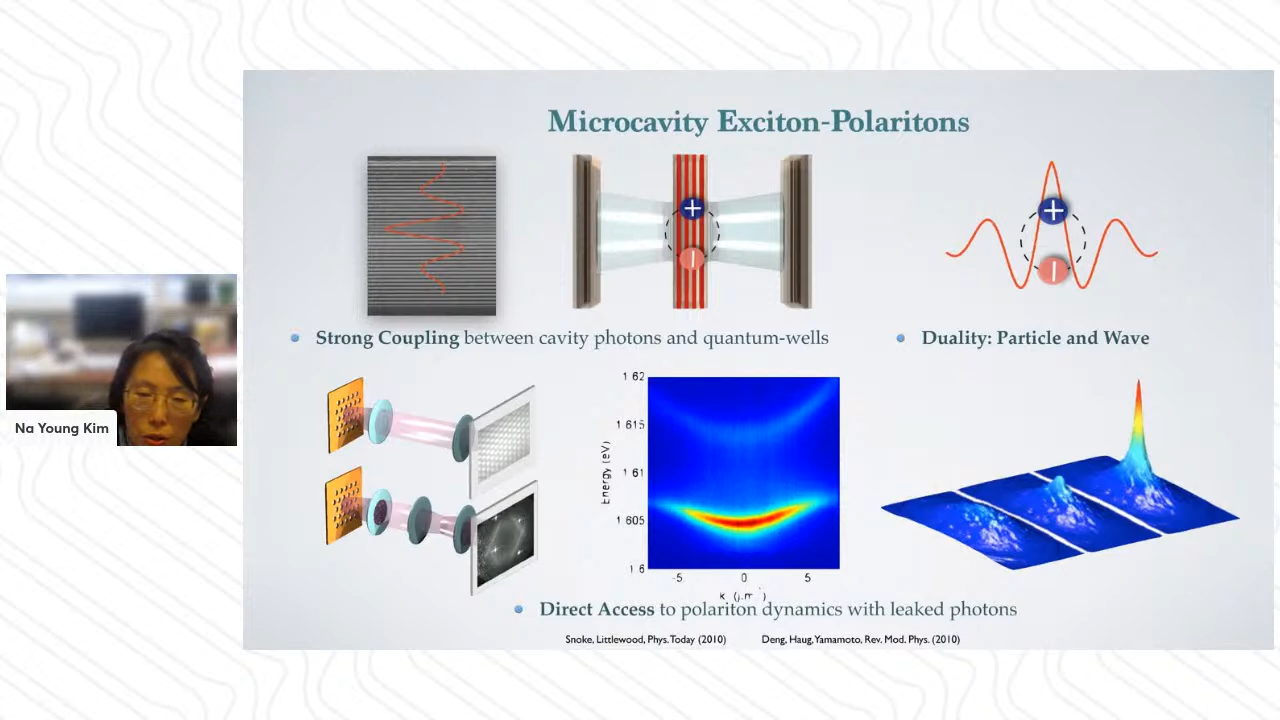 Microcavity Exciton-Polaritons
Strong Coupling between cavity photons and quantum-wells
Duality: Particle and Wave
Na Young Kim
1 62
1 615
1 61
1 605
1 6
Energy (eV)
-5 0 5
Direct Access to polariton dynamics with leaked photons
Snoke, Littlewood, Phys. Today (2010)
Deng, Haug, Yamamoto, Rev. Mod. Phys. (2010)